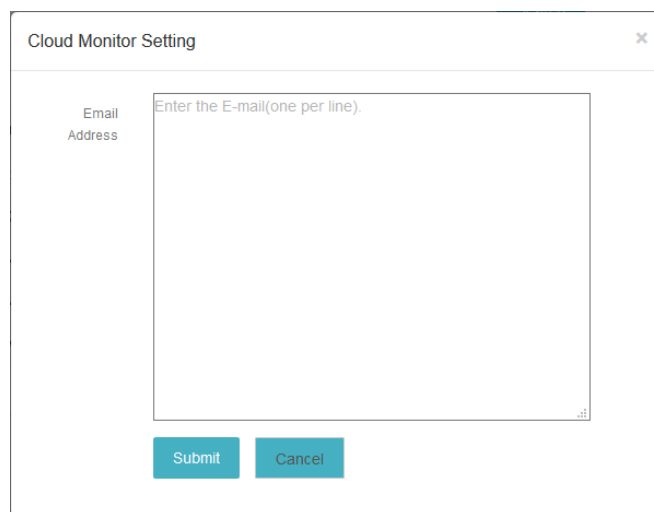 Cloud Monitor Setting
×
Email
Address
Enter the E-mail(one per line).
Submit
Cancel